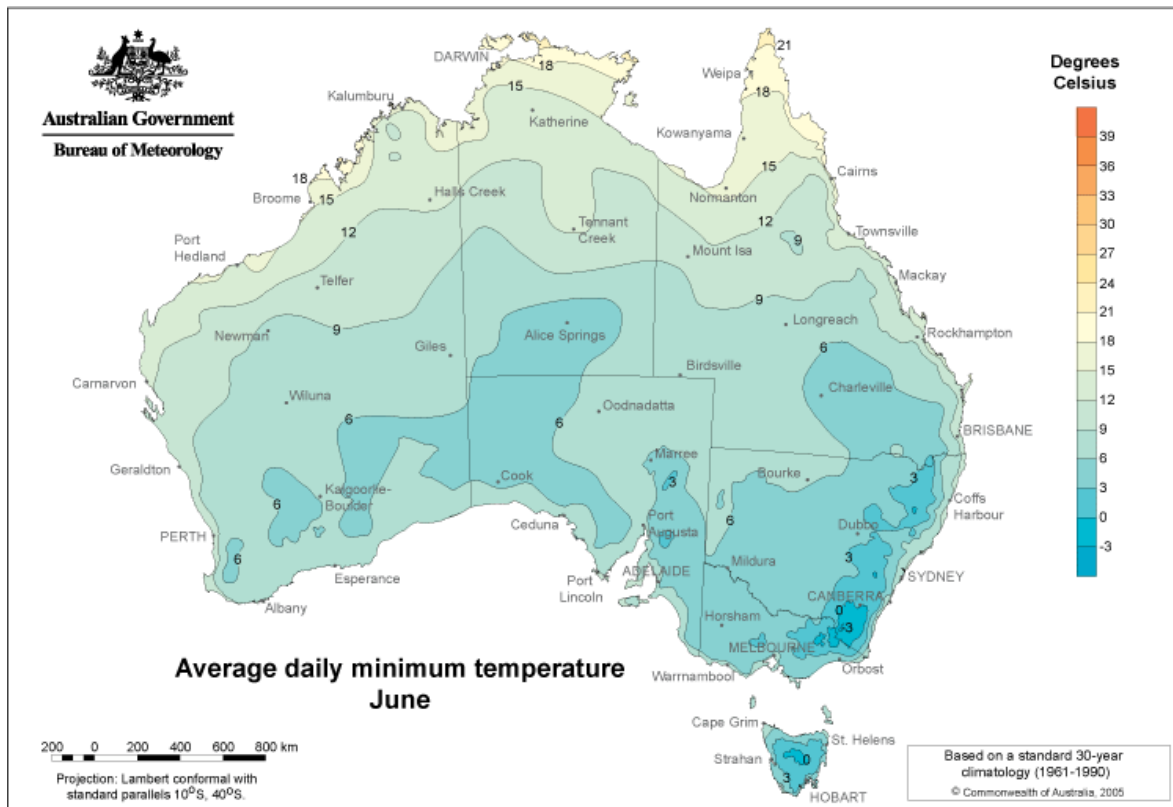 Australian Government
Bureau of Meteorology
Degrees
Celsius
39
36
33
30
27
24
21
18
15
12
9
6
3
0
-3
DARWIN
18
15
Katherine
Kalumburu
21
Weipa
18
Kowanyama
15
Cairns
Normanton
18
Broome
15
Halls Creek
12
Tennant
Creek
12
9
Townsville
Mount Isa
Port
Hedland
Telfer
Mackay
9
Newman
9
Longreach
Rockhampton
Alice Springs
Giles
6
Birdsville
Charleville
Carnarvon
Wiluna
6
Oodnadatta
6
BRISBANE
Geraldton
Marree
3
Bourke
3
Coffs
Harbour
Cook
Kalgoorlie-
Boulder
6
Ceduna
Port
Augusta
6
Dubbo
3
PERTH
6
Mildura
SYDNEY
Esperance
Albany
Port
Lincoln
ADELAIDE
CANBERRA
0
-3
Horsham
MELBOURNE
Orbost
Warrnambool
Average daily minimum temperature
June
Cape Grim
St. Helens
Strahan
0
3
HOBART
200 0 200 400 600 800 km
Projection: Lambert conformal with
standard parallels 10°S, 40°S.
Based on a standard 30-year
climatology (1961-1990)
© Commonwealth of Australia, 2005